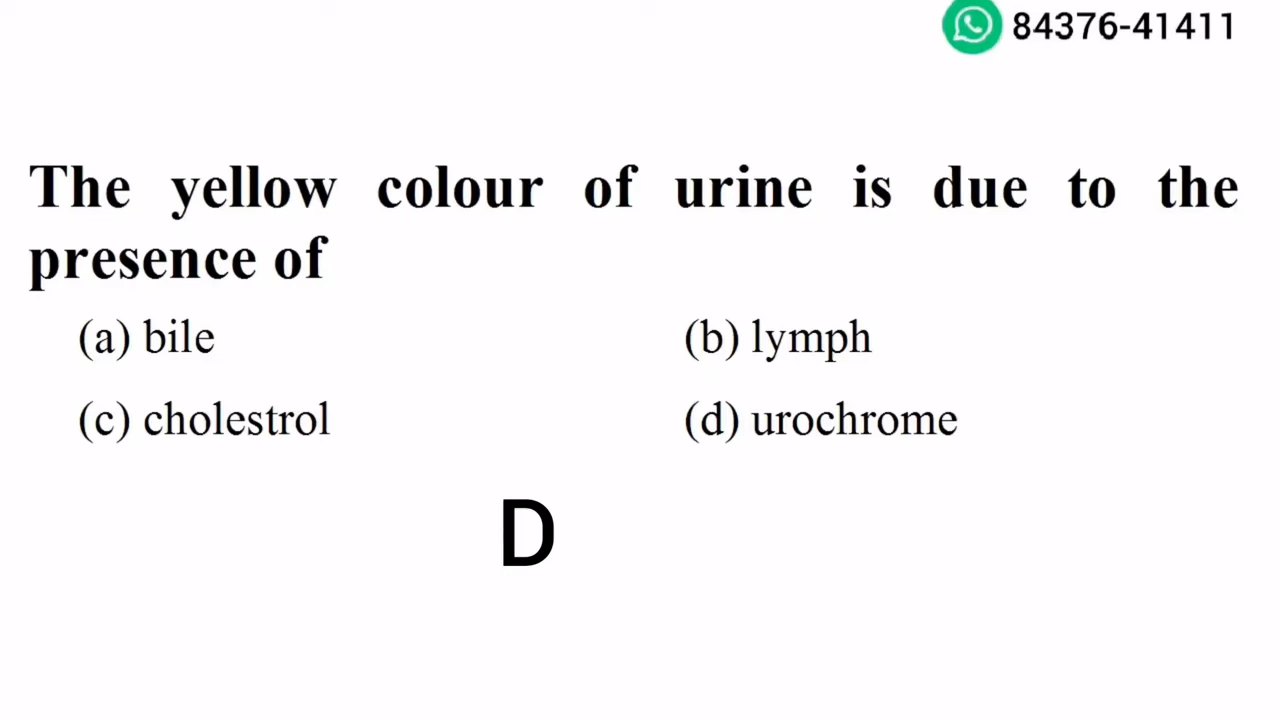 84376-41411
The yellow colour of urine is due to the
presence of
(a) bile (b) lymph
(c) cholestrol (d) urochrome
D